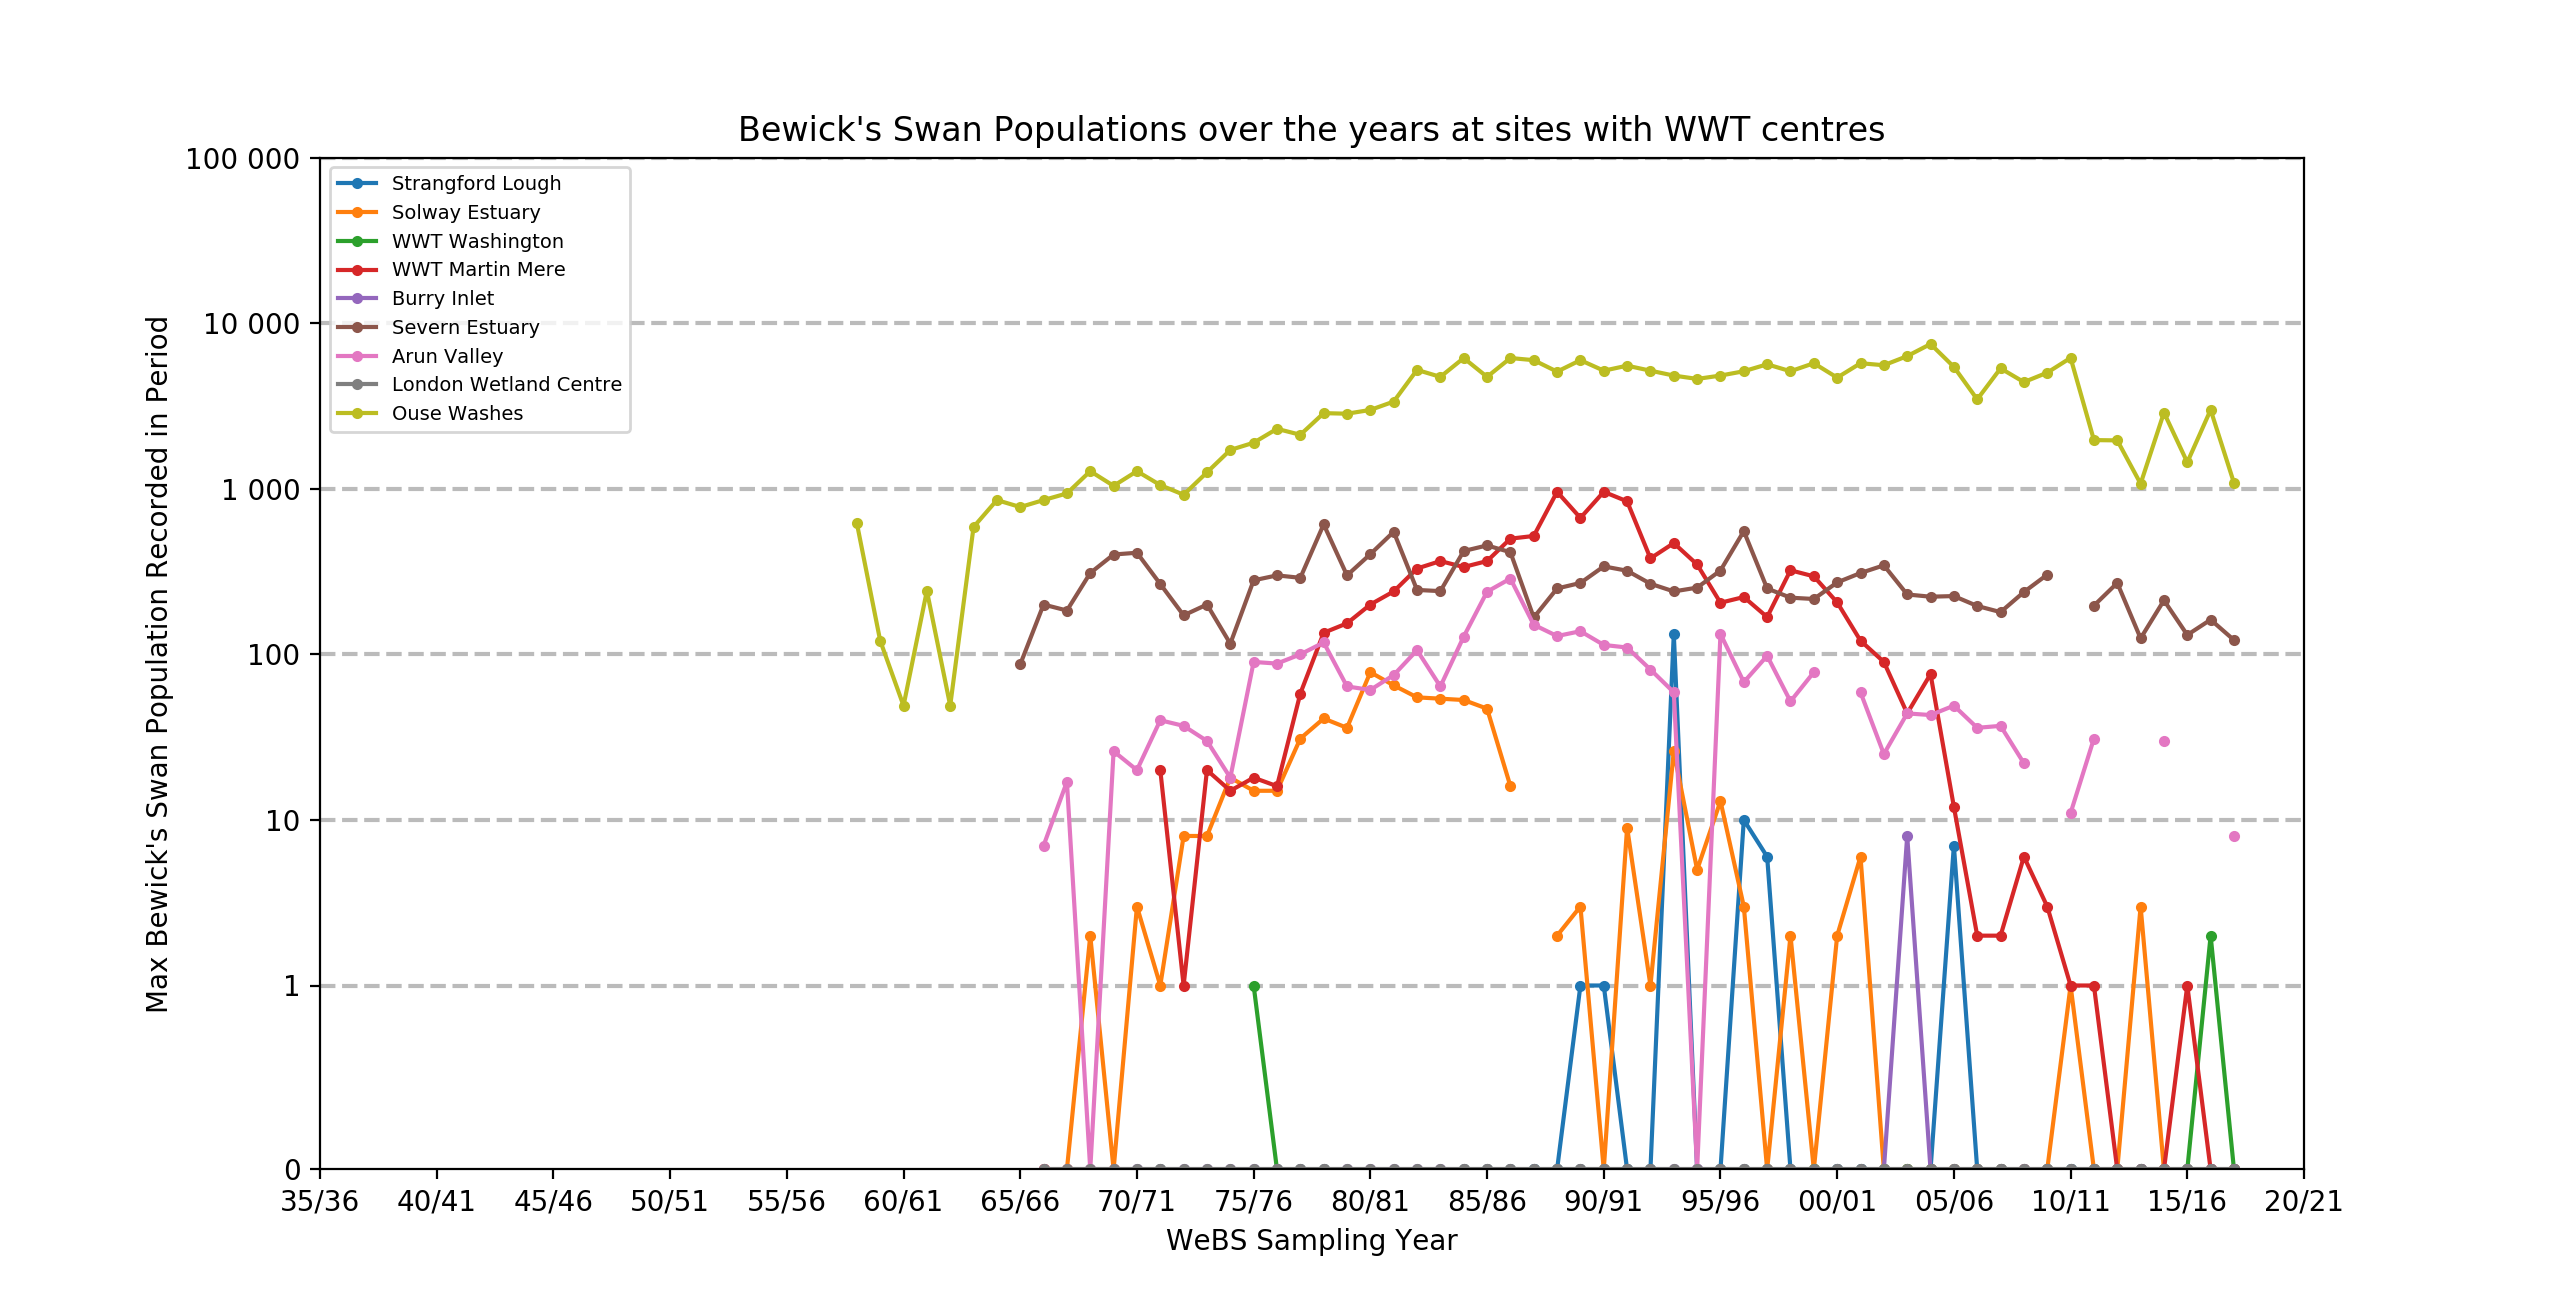 Bewick's Swan Populations over the years at sites with WWT centres
Max Bewick's Swan Population Recorded in Period
100 000
10 000
1 000
100
10
1
0
Strangford Lough
Solway Estuary
WWT Washington
WWT Martin Mere
Burry Inlet
Severn Estuary
Arun Valley
London Wetland Centre
Ouse Washes
35/36 40/41 45/46 50/51 55/56 60/61 65/66 70/71 75/76 80/81 85/86 90/91 95/96 00/01 05/06 10/11 15/16 20/21
WeBS Sampling Year